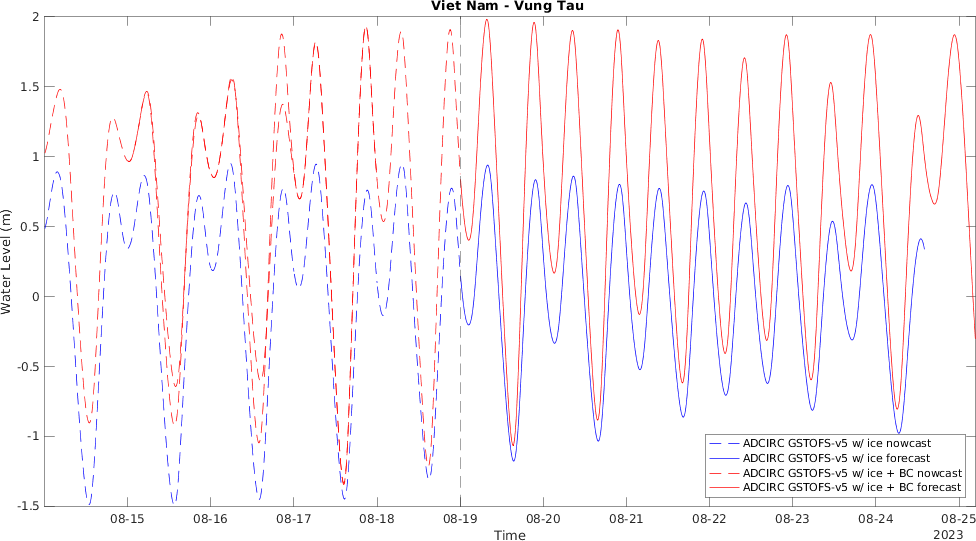 Viet Nam - Vung Tau
Water Level (m)
2
1.5
1
0.5
0
-0.5
-1
-1.5
ADCIRC GSTOFS-v5 w/ ice nowcast
ADCIRC GSTOFS-v5 w/ ice forecast
ADCIRC GSTOFS-v5 w/ ice + BC nowcast
ADCIRC GSTOFS-v5 w/ ice + BC forecast
08-15 08-16 08-17 08-18 08-19 08-20 08-21 08-22 08-23 08-24 08-25
Time
2023